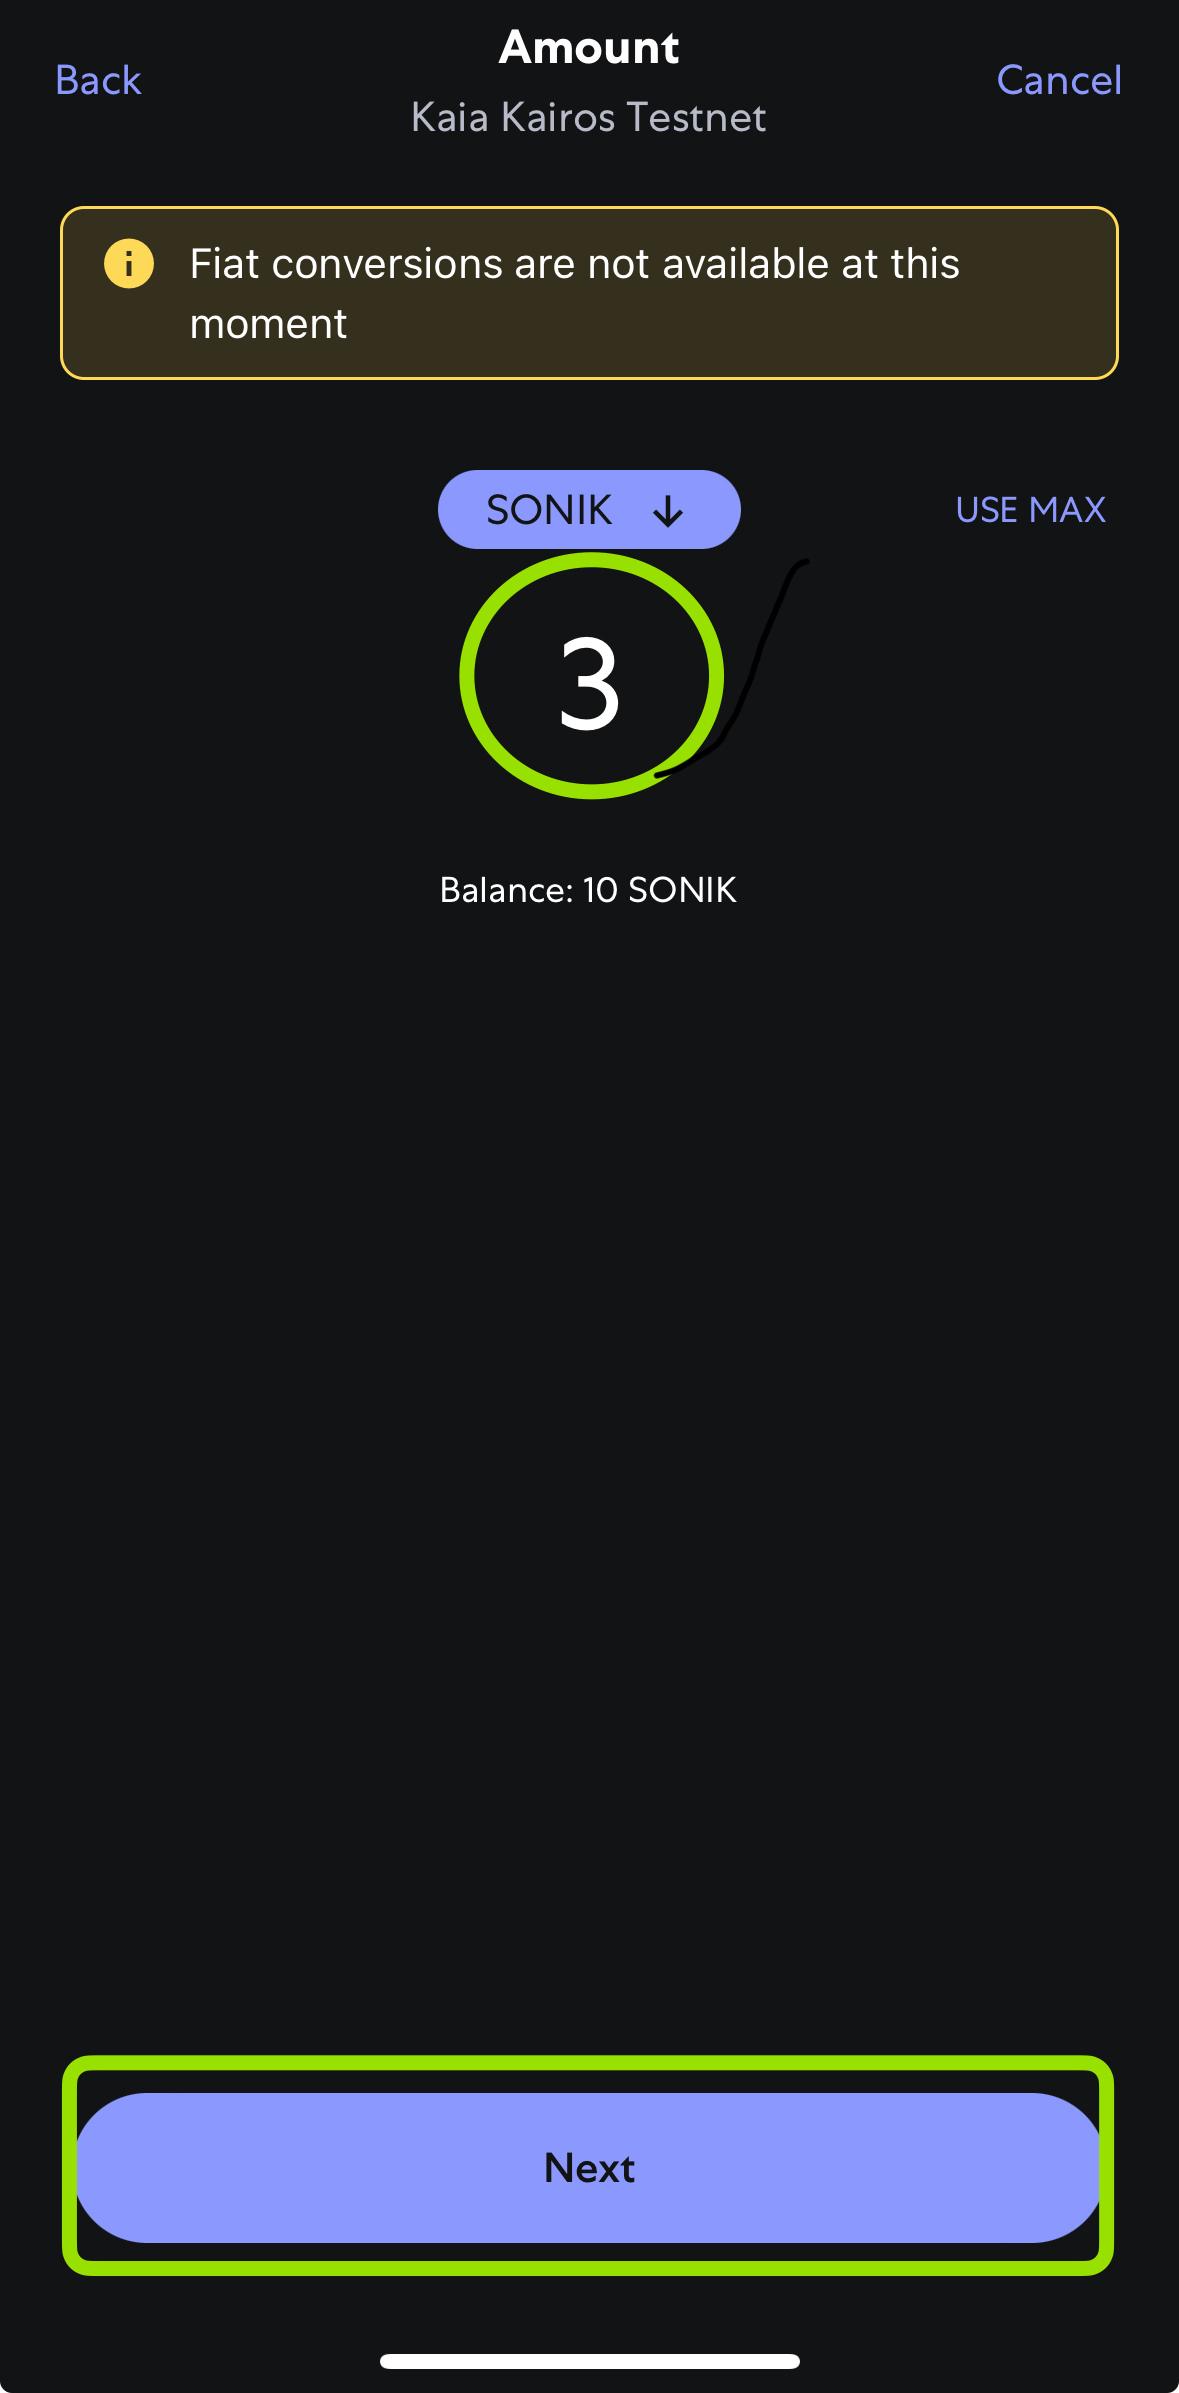 Back
Amount
Cancel
Kaia Kairos Testnet
i
Fiat conversions are not available at this
moment
SONIK ↓
USE MAX
3
Balance: 10 SONIK
Next